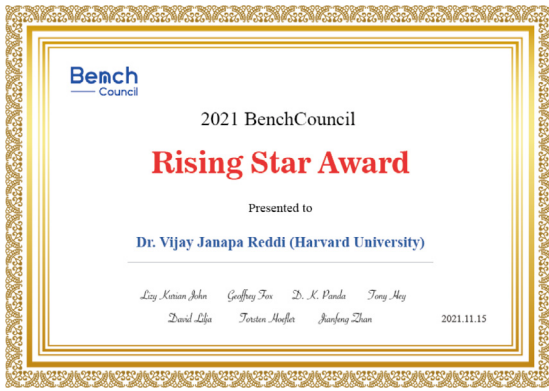 Bench
Council
2021 BenchCouncil
Rising Star Award
Presented to
Dr. Vijay Janapa Reddi (Harvard University)
Lizy Kurian John Geoffrey Fox D. K. Panda Tony Hey
David Lilja Torsten Hoefler Jianfeng Zhan 2021.11.15